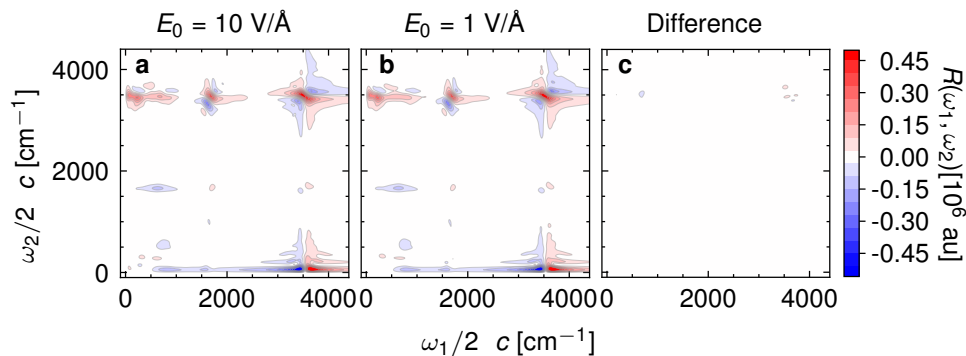 E₀ = 10 V/Å
E₀ = 1 V/Å
Difference
a
b
c
4000
2000
0
ω₂/2 c [cm⁻¹]
0 2000 4000
0 2000 4000
0 2000 4000
ω₁/2 c [cm⁻¹]
0.45
0.30
0.15
0.00
-0.15
-0.30
-0.45
R(ω₁, ω₂)[10⁶ au]